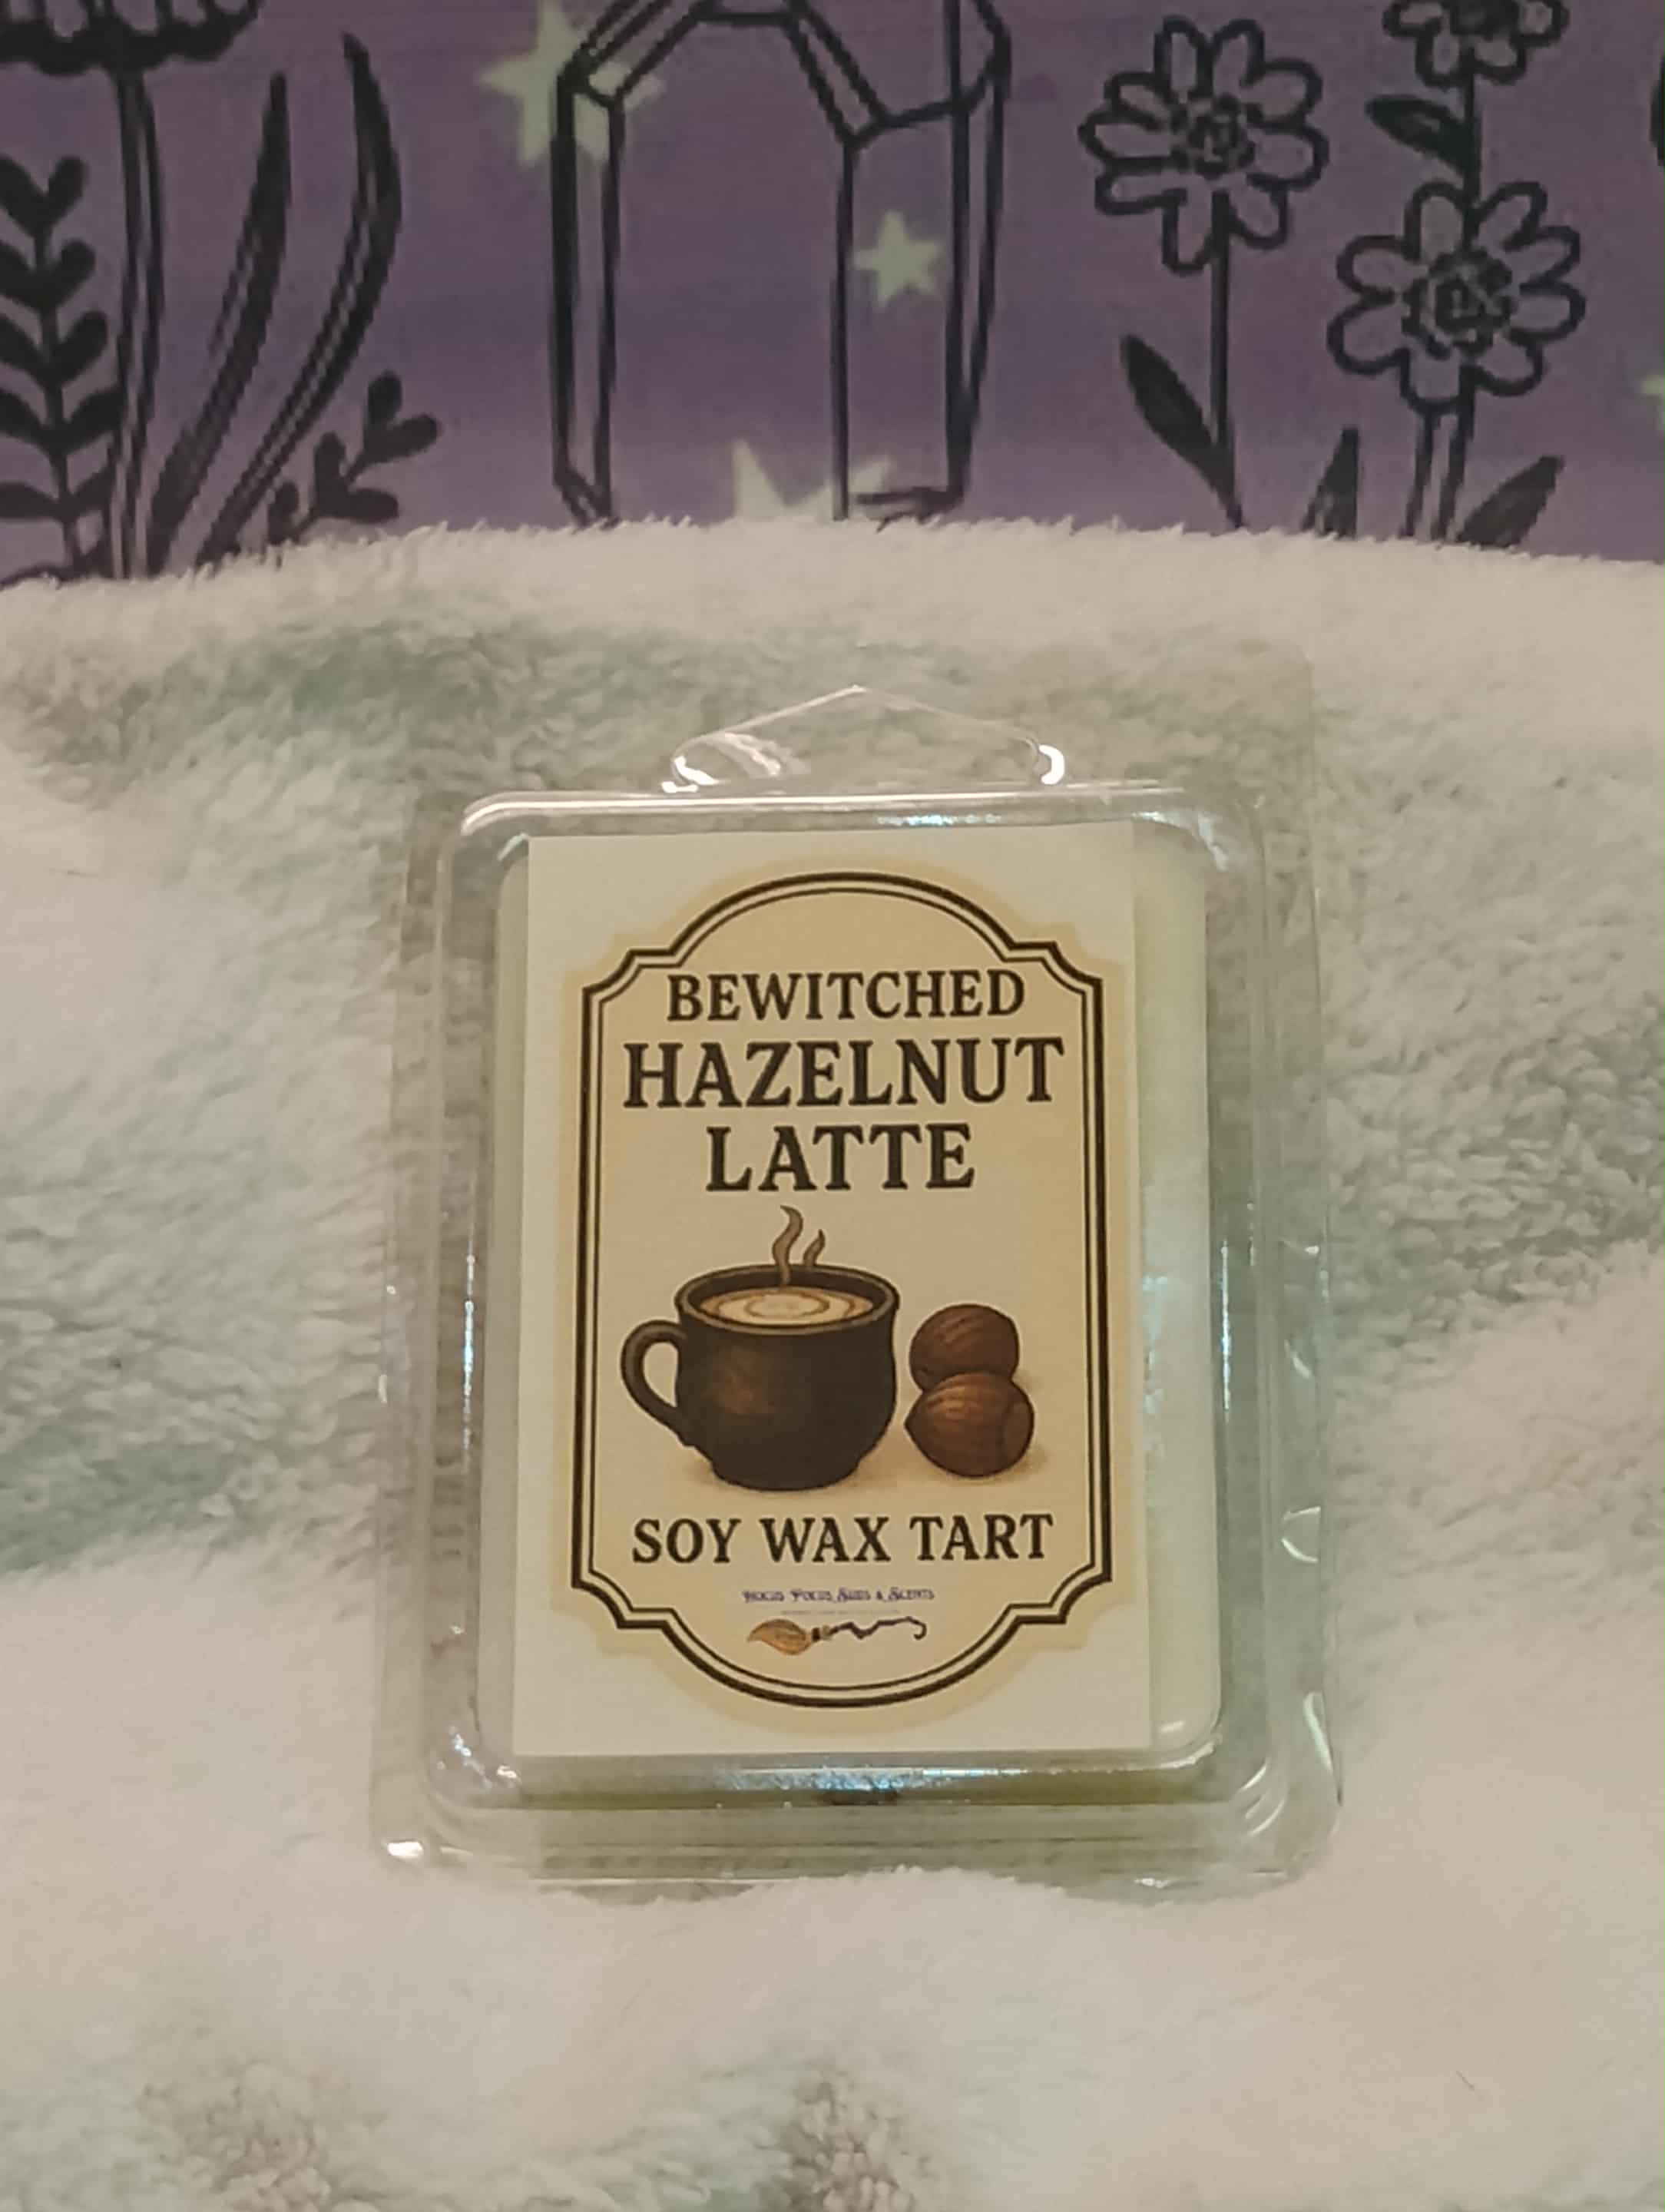 BEWITCHED
HAZELNUT
LATTE
SOY WAX TART
Hocus Pocus Suds & Scents